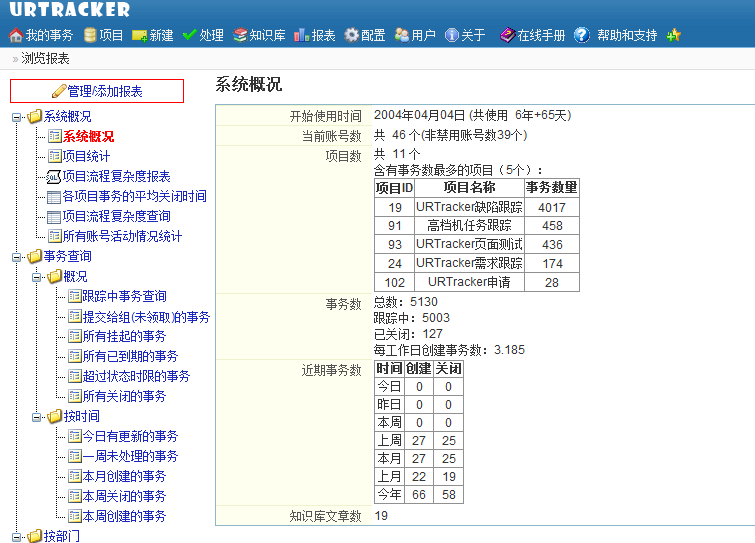 URTRACKER
我的事务 项目 新建 处理 知识库 报表 配置 用户 关于 在线手册 帮助和支持
» 浏览报表
管理/添加报表
系统概况
系统概况
项目统计
项目流程复杂度报表
各项目事务的平均关闭时间
项目流程复杂度查询
所有账号活动情况统计
事务查询
概况
跟踪中事务查询
提交给组(未领取)的事务
所有挂起的事务
所有已到期的事务
超过状态时限的事务
所有关闭的事务
按时间
今日有更新的事务
一周未处理的事务
本月创建的事务
本周关闭的事务
本周创建的事务
按部门
系统概况
开始使用时间 2004年04月04日 (共使用 6年+65天)
当前账号数 共 46 个(非禁用账号数39个)
项目数 共 11 个
含有事务数最多的项目（5个）：
项目ID 项目名称 事务数量
19 URTracker缺陷跟踪 4017
91 高档机任务跟踪 458
93 URTracker页面测试 436
24 URTracker需求跟踪 174
102 URTracker申请 28
事务数 总数：5130
跟踪中：5003
已关闭：127
每工作日创建事务数：3.185
近期事务数 时间 创建 关闭
今日 0 0
昨日 0 0
本周 0 0
上周 27 25
本月 27 25
上月 22 19
今年 66 58
知识库文章数 19